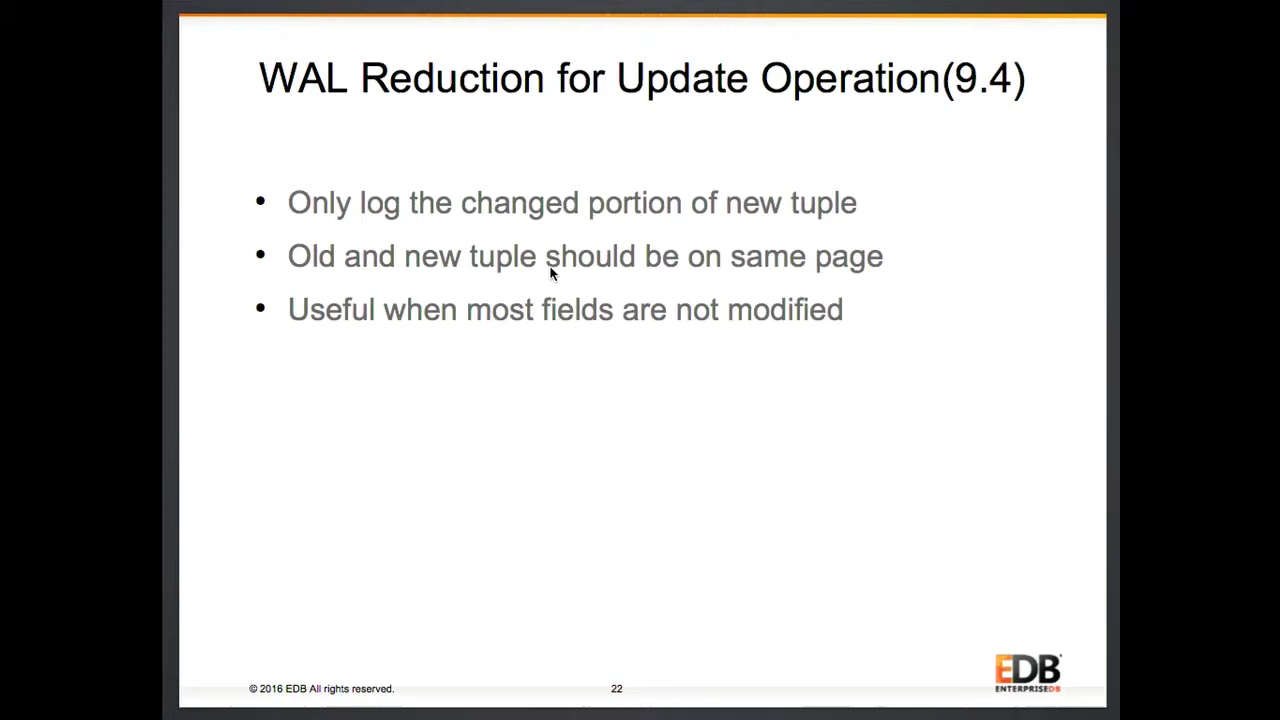 WAL Reduction for Update Operation(9.4)
• Only log the changed portion of new tuple
• Old and new tuple should be on same page
• Useful when most fields are not modified
© 2016 EDB All rights reserved.
22
EDB
ENTERPRISEDB